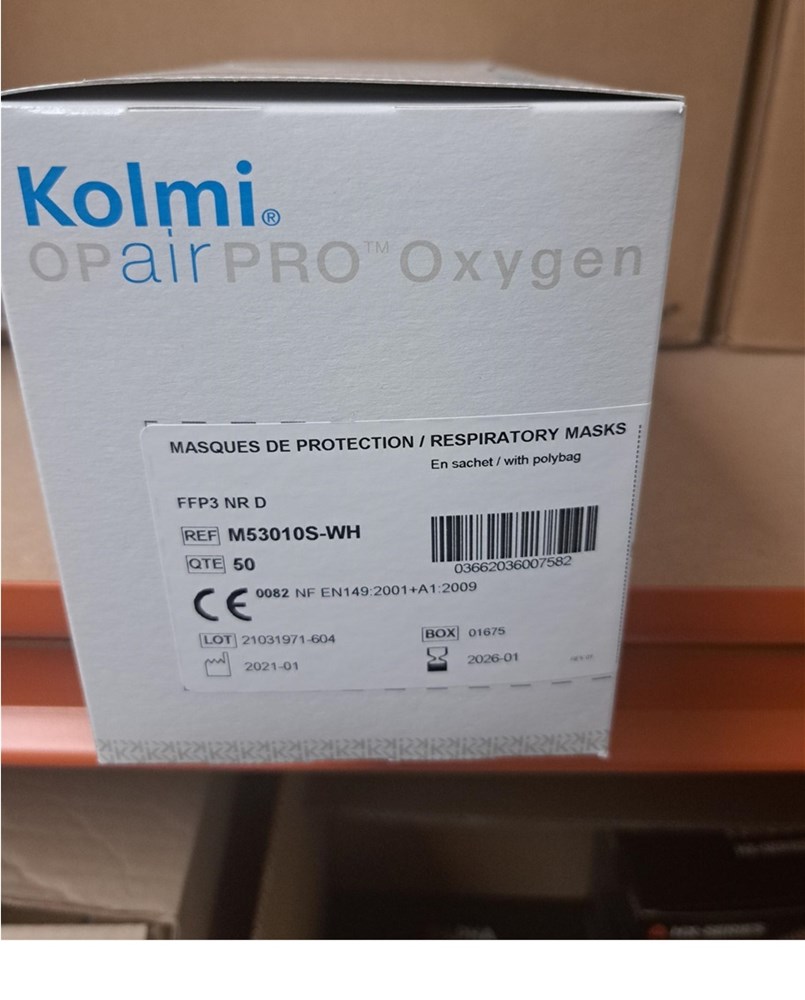 Kolmi®
OPairPRO™ Oxygen
MASQUES DE PROTECTION / RESPIRATORY MASKS
En sachet / with polybag
FFP3 NR D
REF M53010S-WH
QTE 50
03662036007582
CE 0082 NF EN149:2001+A1:2009
LOT 21031971-604
BOX 01675
2021-01
2026-01